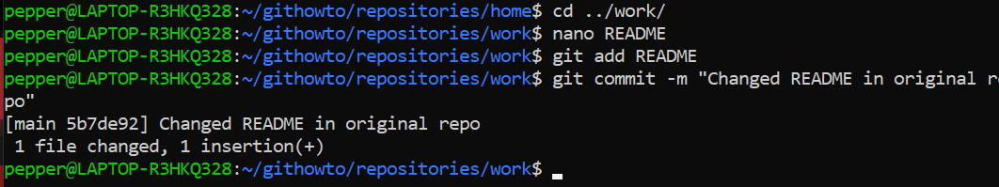 pepper@LAPTOP-R3HKQ328:~/githowto/repositories/home$ cd ../work/
pepper@LAPTOP-R3HKQ328:~/githowto/repositories/work$ nano README
pepper@LAPTOP-R3HKQ328:~/githowto/repositories/work$ git add README
pepper@LAPTOP-R3HKQ328:~/githowto/repositories/work$ git commit -m "Changed README in original re
po"
[main 5b7de92] Changed README in original repo
 1 file changed, 1 insertion(+)
pepper@LAPTOP-R3HKQ328:~/githowto/repositories/work$